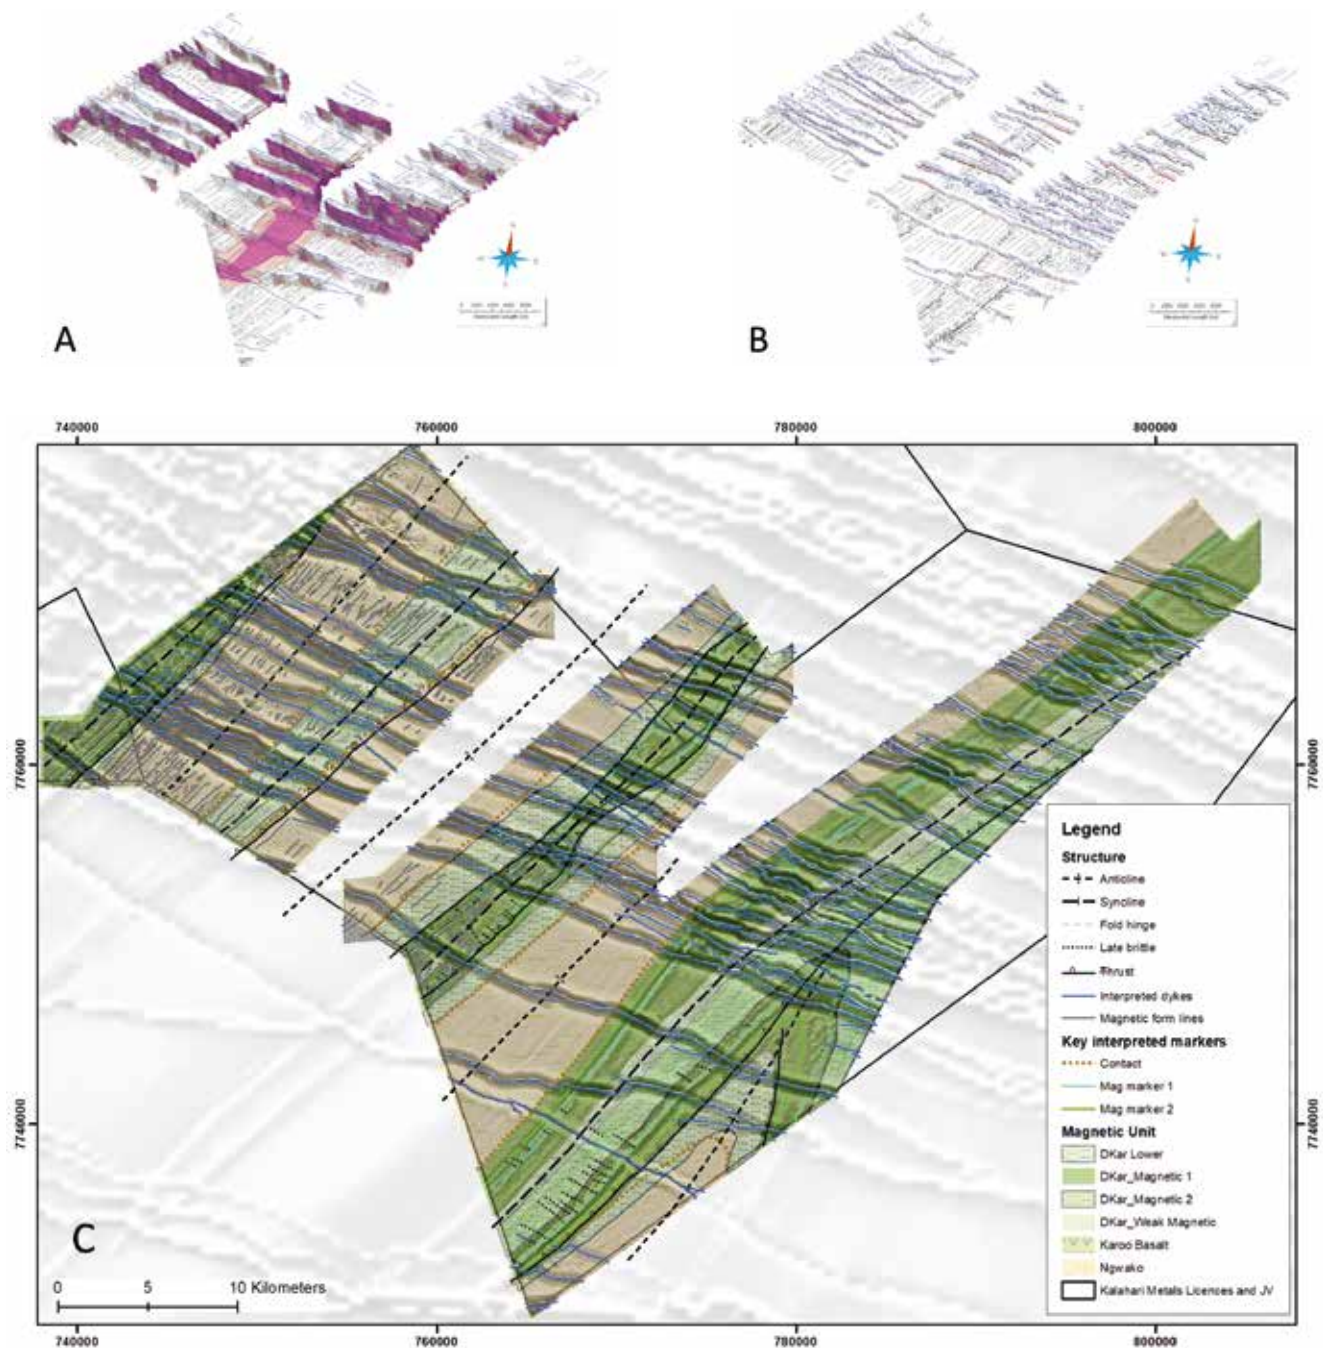 A
B
740000
760000
780000
800000
7760000
7760000
7740000
7740000
Legend
Structure
Anticline
Syncline
Fold hinge
Late brittle
Thrust
Interpreted dykes
Magnetic form lines
Key interpreted markers
Contact
Mag marker 1
Mag marker 2
Magnetic Unit
DKar Lower
DKar_Magnetic 1
DKar_Magnetic 2
DKar_Weak Magnetic
Karoo Basalt
Ngwako
Kalahari Metals Licences and JV
C
0 5 10 Kilometers
740000
760000
780000
800000